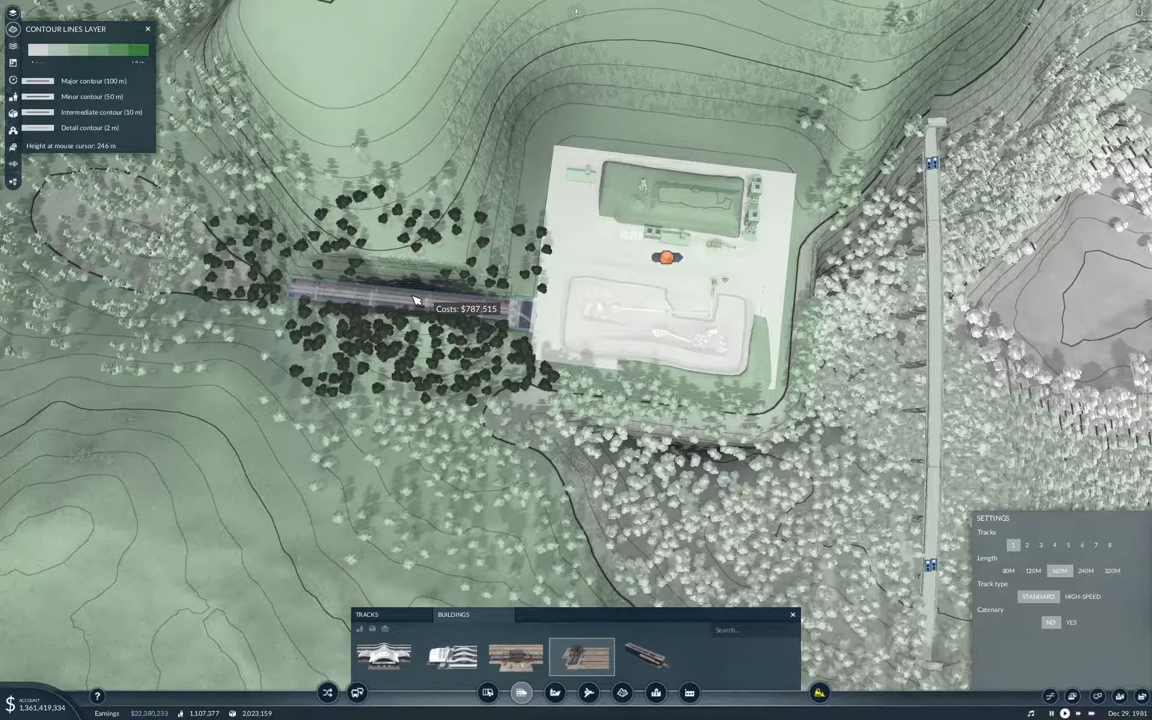 CONTOUR LINES LAYER
Major contour (100 m)
Minor contour (50 m)
Intermediate contour (10 m)
Detail contour (2 m)
Height at mouse cursor: 246 m
Costs: $787,515
SETTINGS
Tracks
1 2 3 4 5 6 7 8
Length
80M 120M 160M 240M 320M
Track type
STANDARD HIGH-SPEED
Catenary
NO YES
TRACKS BUILDINGS
Search...
$ ACCOUNT
1,361,419,334
?
Earnings $22,380,233 1,107,377 2,023,159
Dec 29, 1981